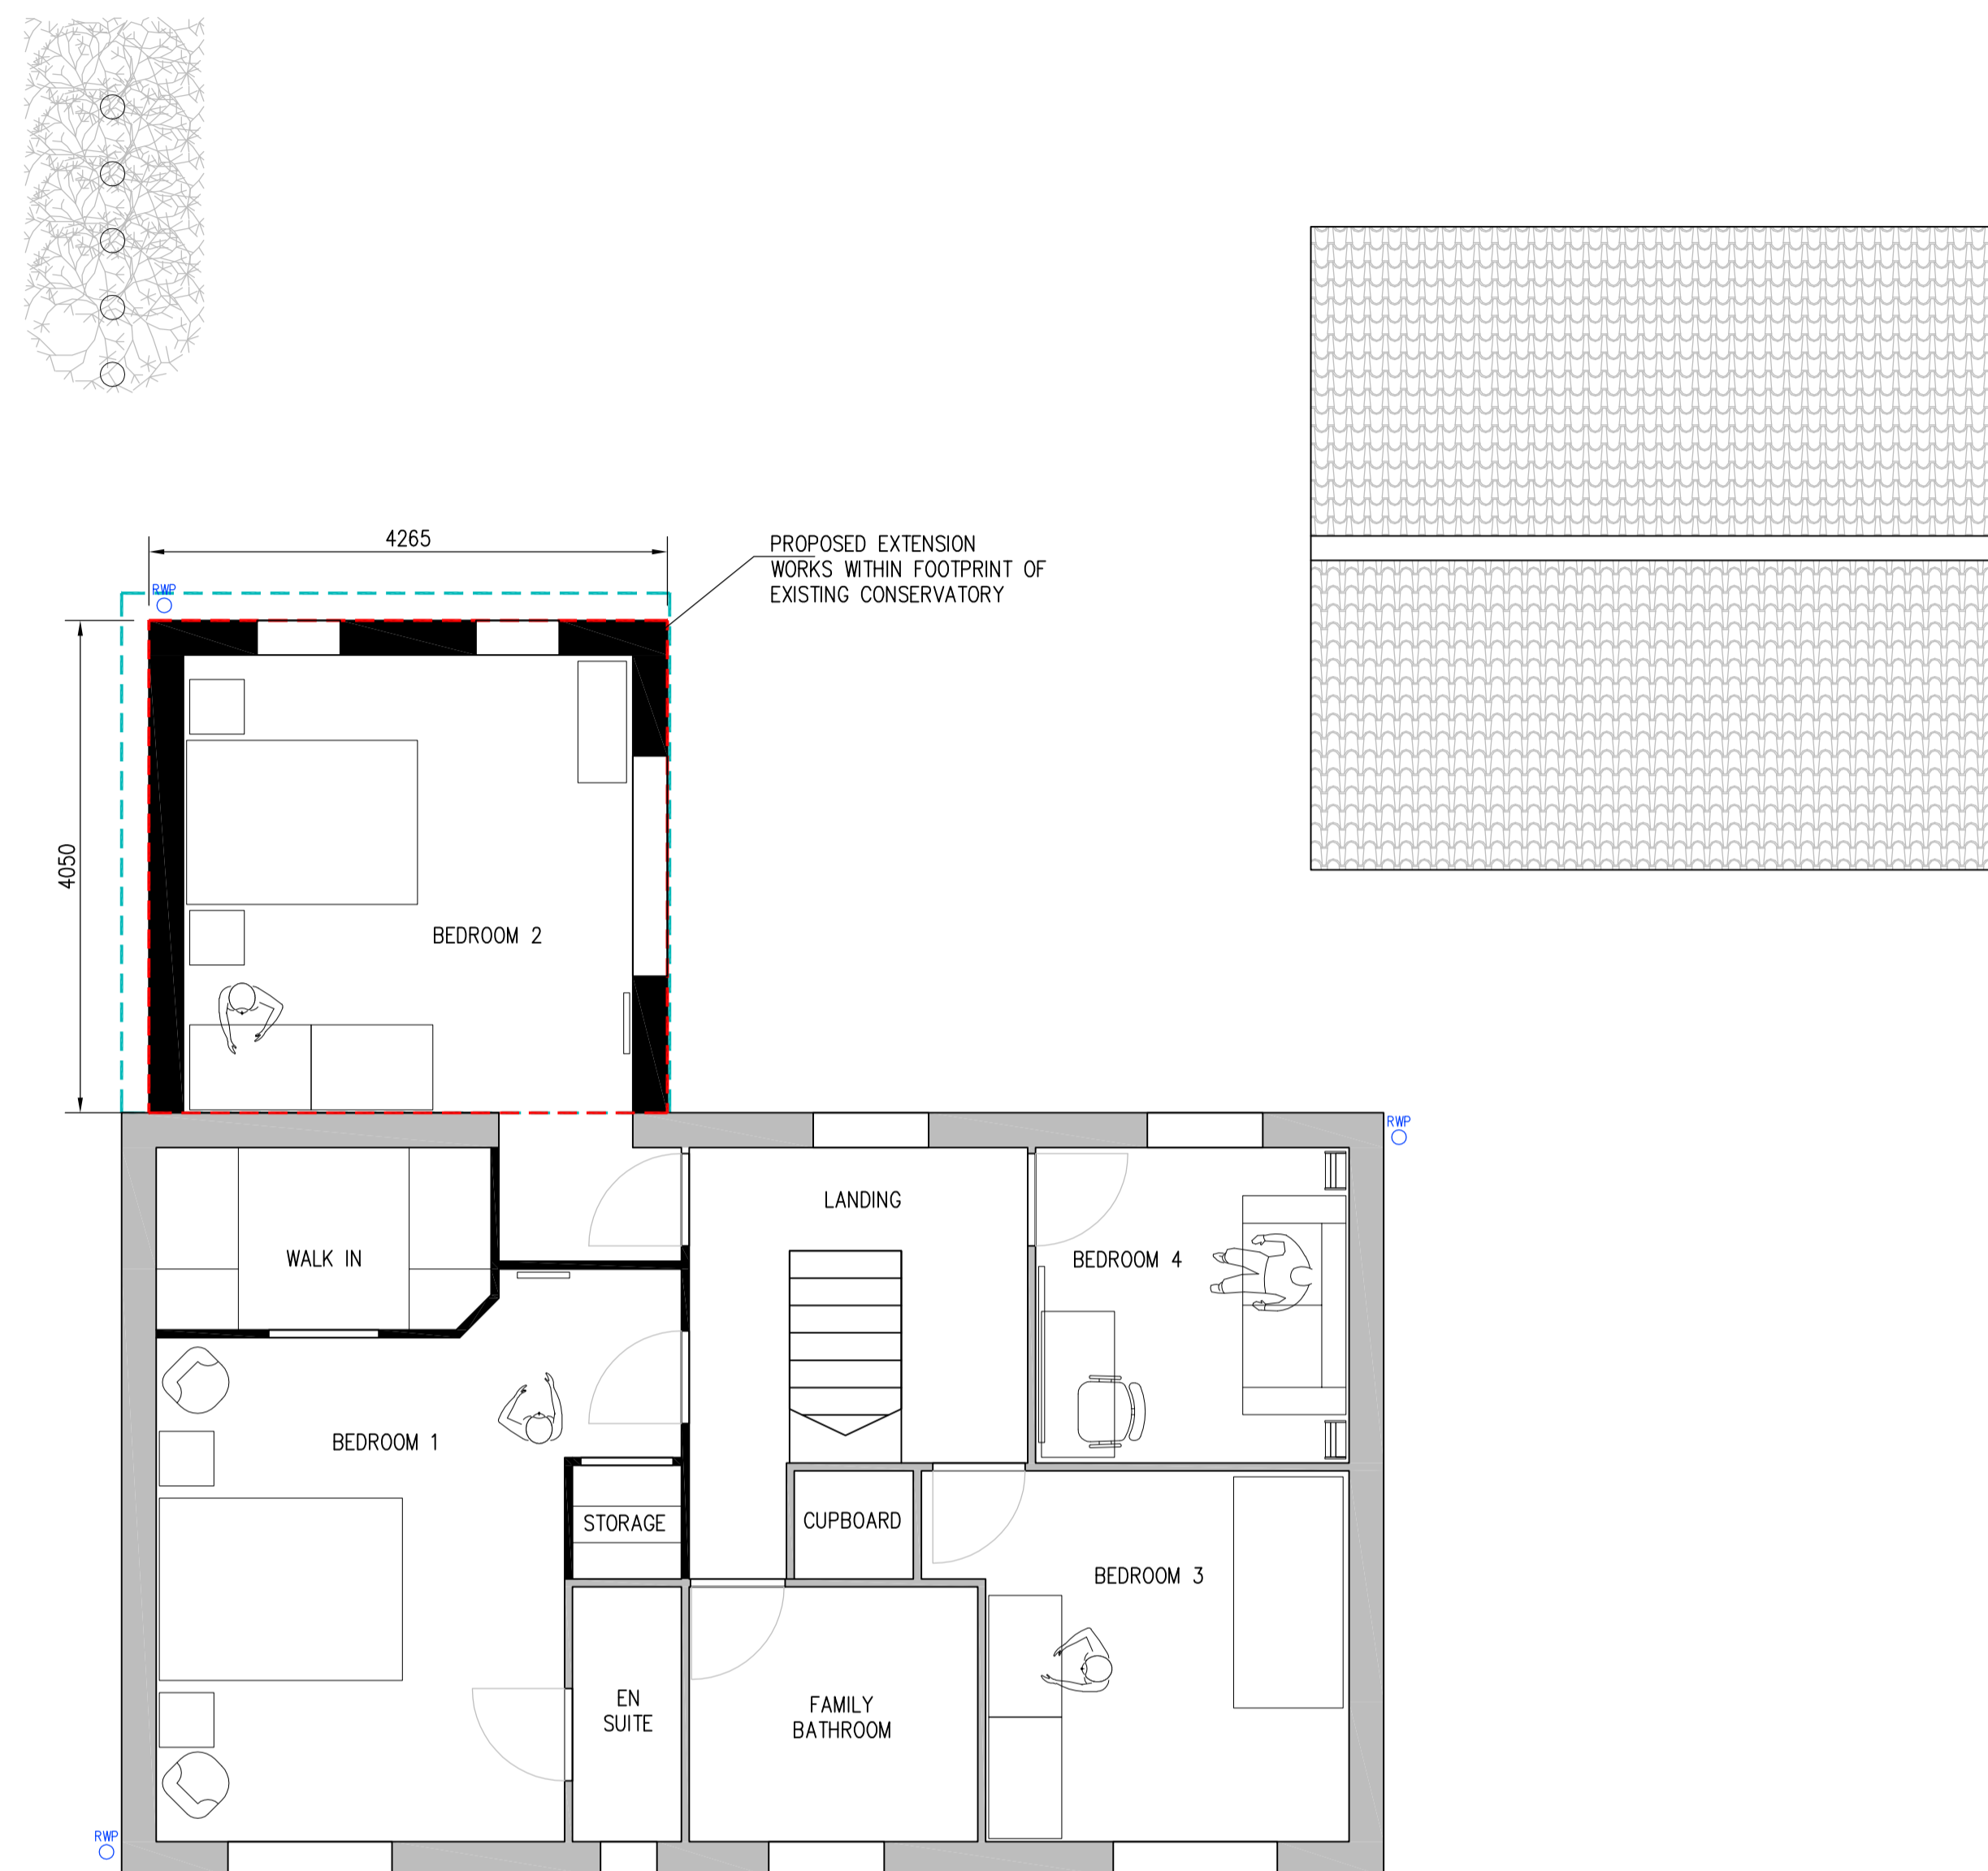 4265
PROPOSED EXTENSION
WORKS WITHIN FOOTPRINT OF
EXISTING CONSERVATORY
RWP
4050
BEDROOM 2
RWP
LANDING
WALK IN
BEDROOM 4
BEDROOM 1
STORAGE
CUPBOARD
BEDROOM 3
EN
SUITE
FAMILY
BATHROOM
RWP